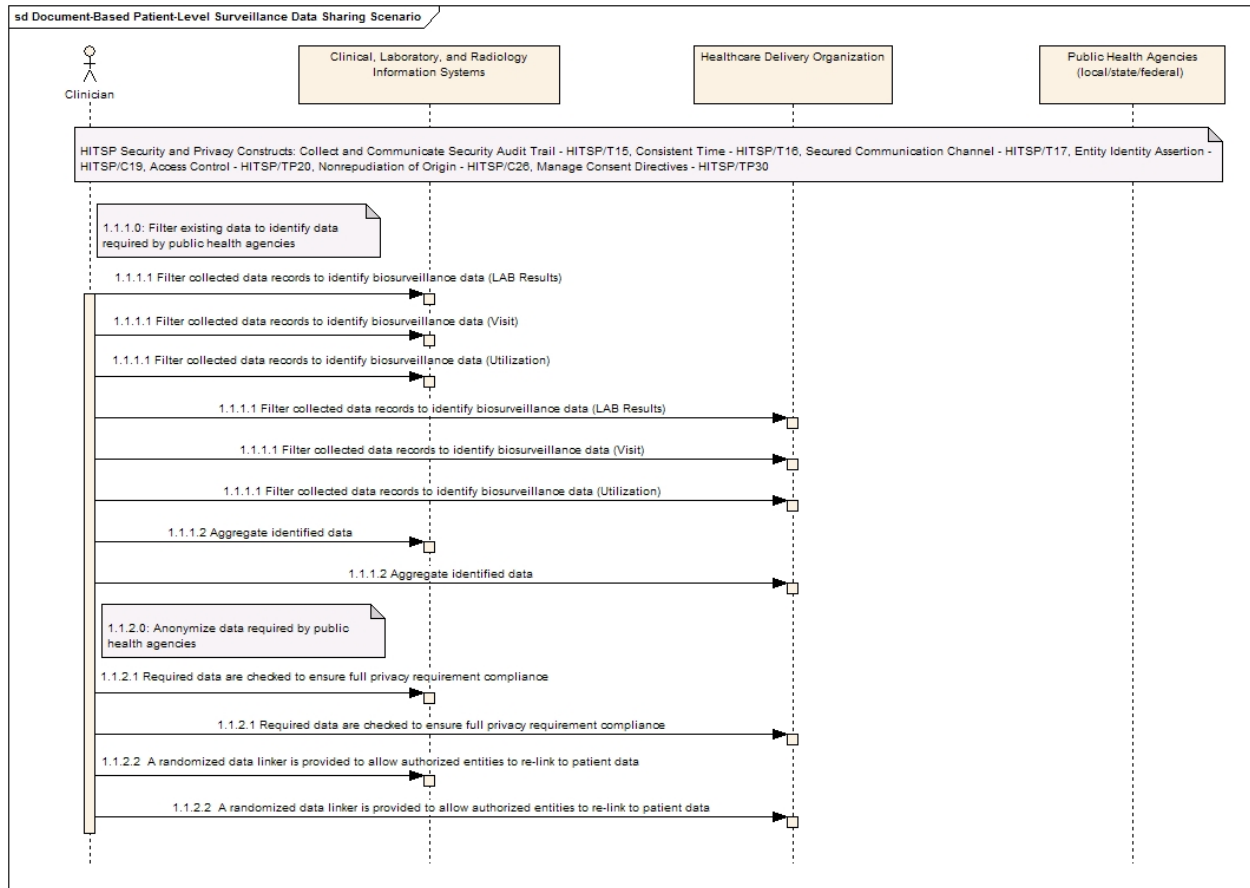 sd Document-Based Patient-Level Surveillance Data Sharing Scenario
Clinician
Clinical, Laboratory, and Radiology
Information Systems
Healthcare Delivery Organization
Public Health Agencies
(local/state/federal)
HITSP Security and Privacy Constructs: Collect and Communicate Security Audit Trail - HITSP/T15, Consistent Time - HITSP/T16, Secured Communication Channel - HITSP/T17, Entity Identity Assertion -
HITSP/C19, Access Control - HITSP/TP20, Nonrepudiation of Origin - HITSP/C26, Manage Consent Directives - HITSP/TP30
1.1.1.0: Filter existing data to identify data
required by public health agencies
1.1.1.1 Filter collected data records to identify biosurveillance data (LAB Results)
1.1.1.1 Filter collected data records to identify biosurveillance data (Visit)
1.1.1.1 Filter collected data records to identify biosurveillance data (Utilization)
1.1.1.1 Filter collected data records to identify biosurveillance data (LAB Results)
1.1.1.1 Filter collected data records to identify biosurveillance data (Visit)
1.1.1.1 Filter collected data records to identify biosurveillance data (Utilization)
1.1.1.2 Aggregate identified data
1.1.1.2 Aggregate identified data
1.1.2.0: Anonymize data required by public
health agencies
1.1.2.1 Required data are checked to ensure full privacy requirement compliance
1.1.2.1 Required data are checked to ensure full privacy requirement compliance
1.1.2.2 A randomized data linker is provided to allow authorized entities to re-link to patient data
1.1.2.2 A randomized data linker is provided to allow authorized entities to re-link to patient data